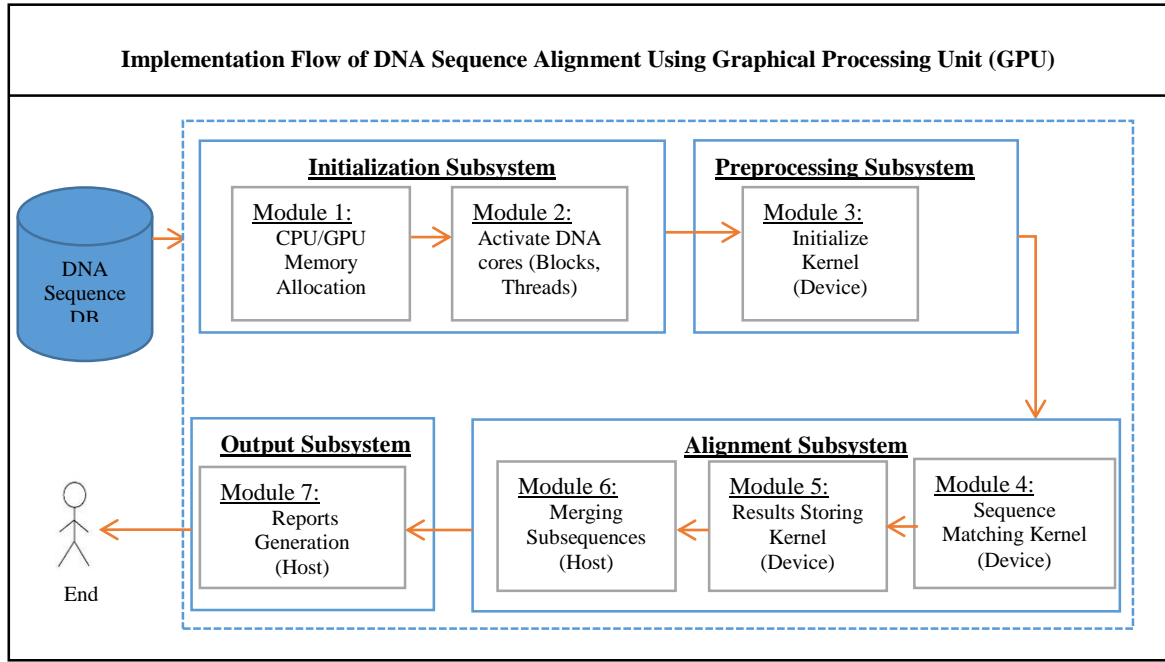 Implementation Flow of DNA Sequence Alignment Using Graphical Processing Unit (GPU)
DNA
Sequence
DB
Initialization Subsystem
Module 1:
CPU/GPU
Memory
Allocation
Module 2:
Activate DNA
cores (Blocks,
Threads)
Preprocessing Subsystem
Module 3:
Initialize
Kernel
(Device)
Alignment Subsystem
Module 4:
Sequence
Matching Kernel
(Device)
Module 5:
Results Storing
Kernel
(Device)
Module 6:
Merging
Subsequences
(Host)
Output Subsystem
Module 7:
Reports
Generation
(Host)
End